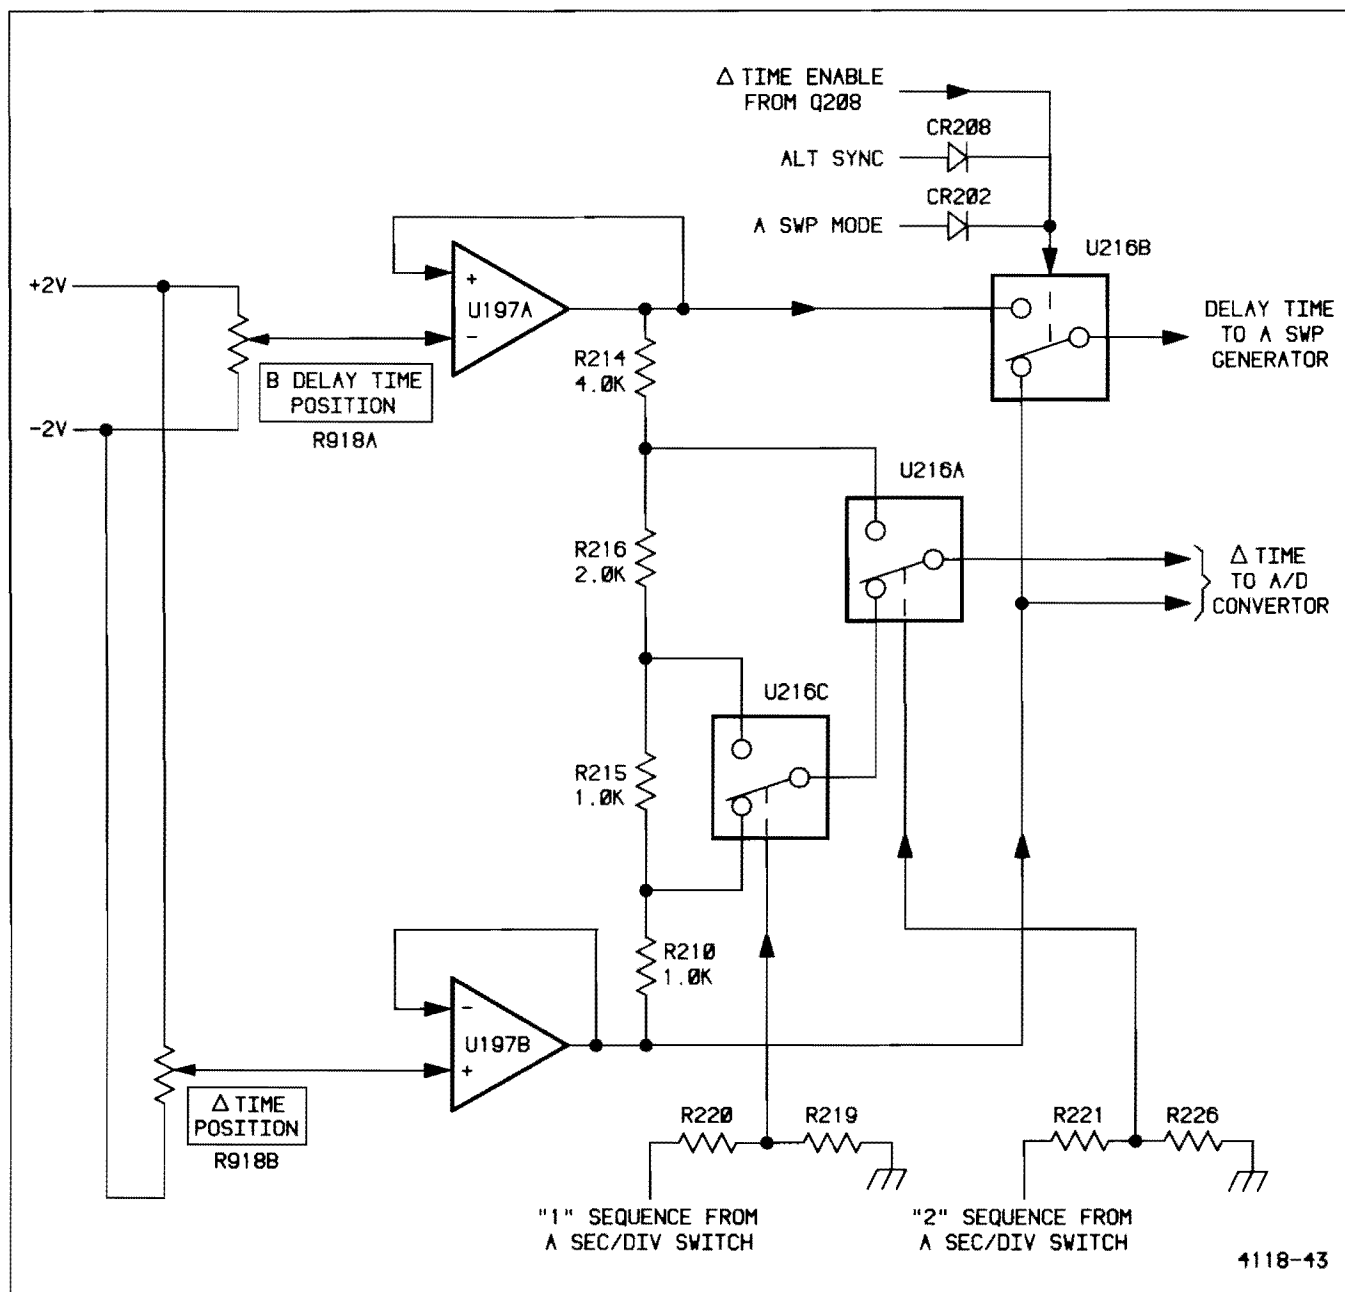 Δ TIME ENABLE
FROM Q208
CR208
ALT SYNC
CR202
A SWP MODE
U216B
+2V
+
U197A
-
DELAY TIME
TO A SWP
GENERATOR
R214
4.0K
B DELAY TIME
POSITION
R918A
-2V
U216A
R216
2.0K
Δ TIME
TO A/D
CONVERTOR
U216C
R215
1.0K
R210
1.0K
-
U197B
+
Δ TIME
POSITION
R918B
R220
R219
R221
R226
"1" SEQUENCE FROM
A SEC/DIV SWITCH
"2" SEQUENCE FROM
A SEC/DIV SWITCH
4118-43